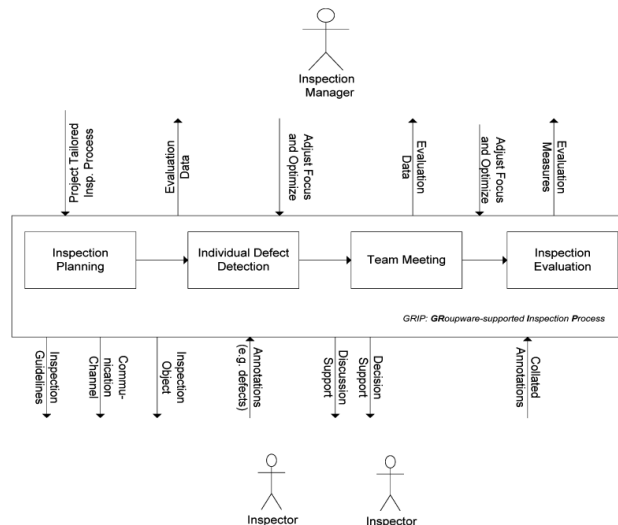 Inspection
Manager
Project Tailored
Insp. Process
Evaluation
Data
Adjust Focus
and Optimize
Evaluation
Data
Adjust Focus
and Optimize
Evaluation
Measures
Inspection
Planning
Individual Defect
Detection
Team Meeting
Inspection
Evaluation
GRIP: GRoupware-supported Inspection Process
Inspection
Guidelines
Commu-
nication
Channel
Inspection
Object
Annotations
(e.g. defects)
Discussion
Support
Decision
Support
Collated
Annotations
Inspector
Inspector